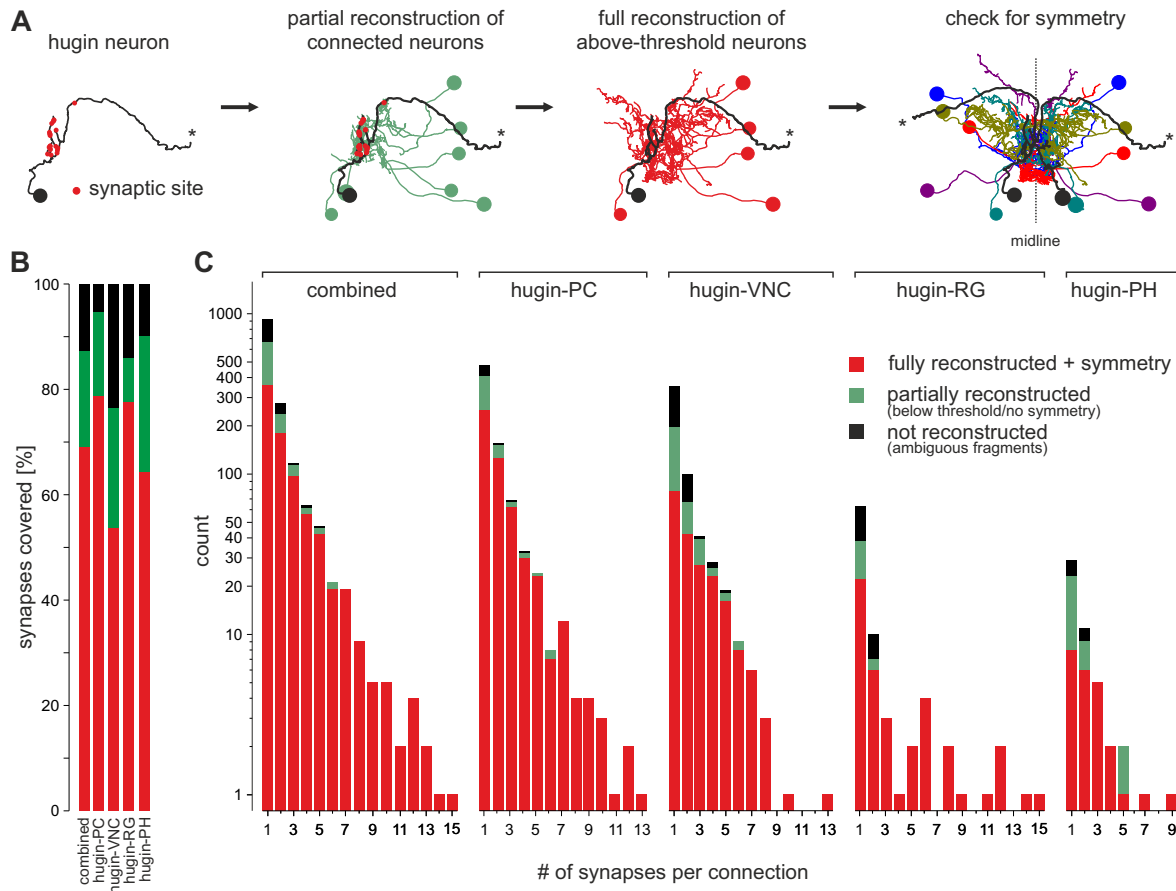 A
hugin neuron
partial reconstruction of
connected neurons
full reconstruction of
above-threshold neurons
check for symmetry
*
*
*
*
*
synaptic site
midline
B
synapses covered [%]
100
80
60
40
20
0
combined
hugin-PC
hugin-VNC
hugin-RG
hugin-PH
C
combined
hugin-PC
hugin-VNC
hugin-RG
hugin-PH
fully reconstructed + symmetry
partially reconstructed
(below threshold/no symmetry)
not reconstructed
(ambiguous fragments)
count
1000
500
400
300
200
100
50
40
30
20
10
1
1 3 5 7 9 11 13 15
1 3 5 7 9 11 13
1 3 5 7 9 11 13
1 3 5 7 9 11 13 15
1 3 5 7 9
# of synapses per connection